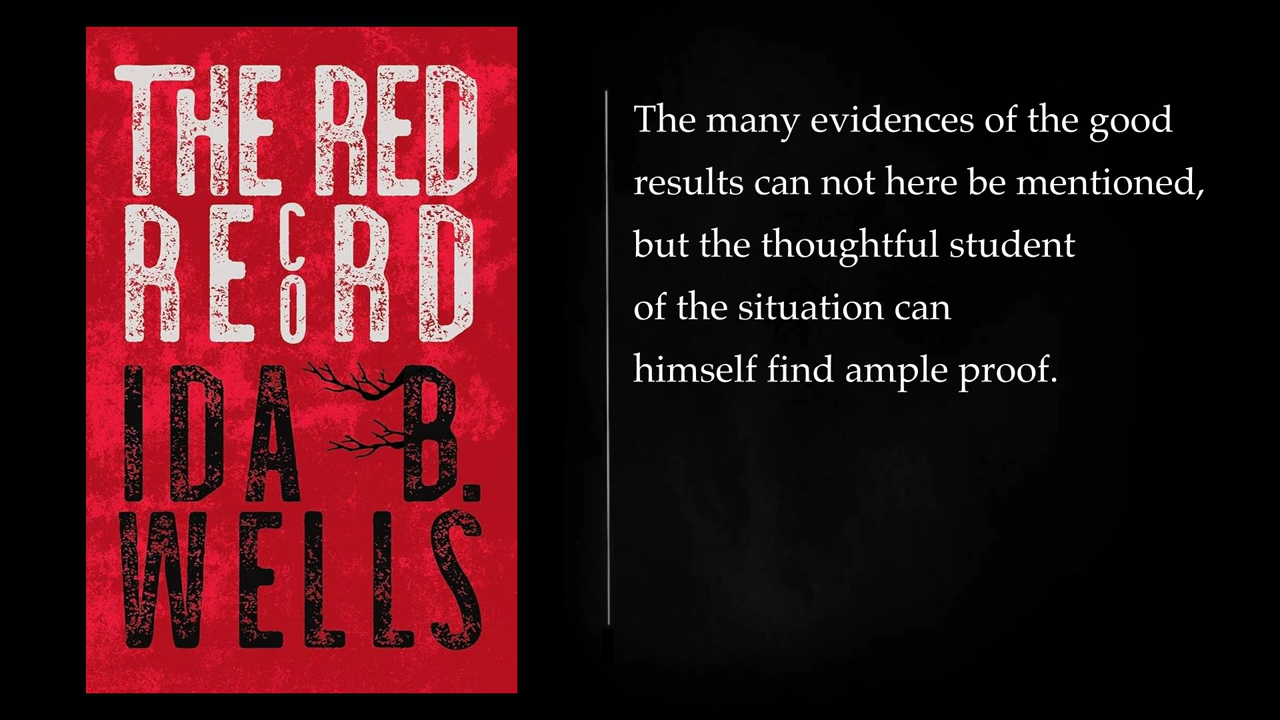 THE RED
RECORD
IDA B.
WELLS
The many evidences of the good
results can not here be mentioned,
but the thoughtful student
of the situation can
himself find ample proof.